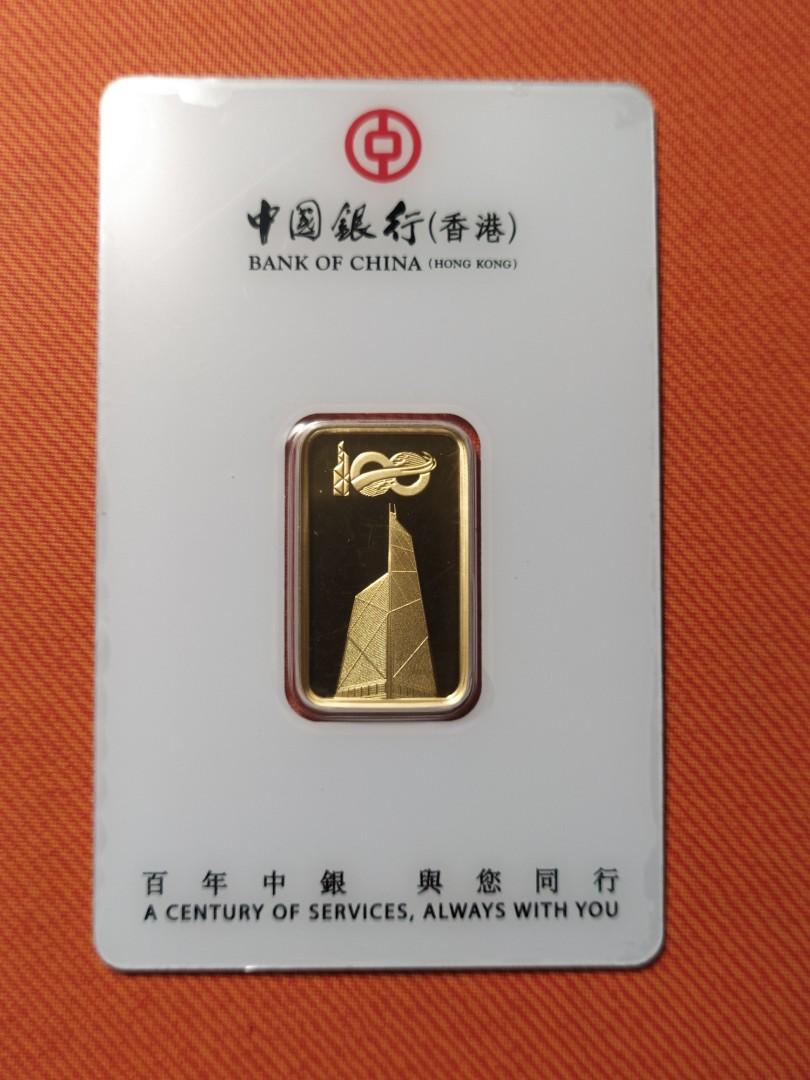 中國銀行(香港)
BANK OF CHINA (HONG KONG)
100
百年中銀 與您同行
A CENTURY OF SERVICES, ALWAYS WITH YOU